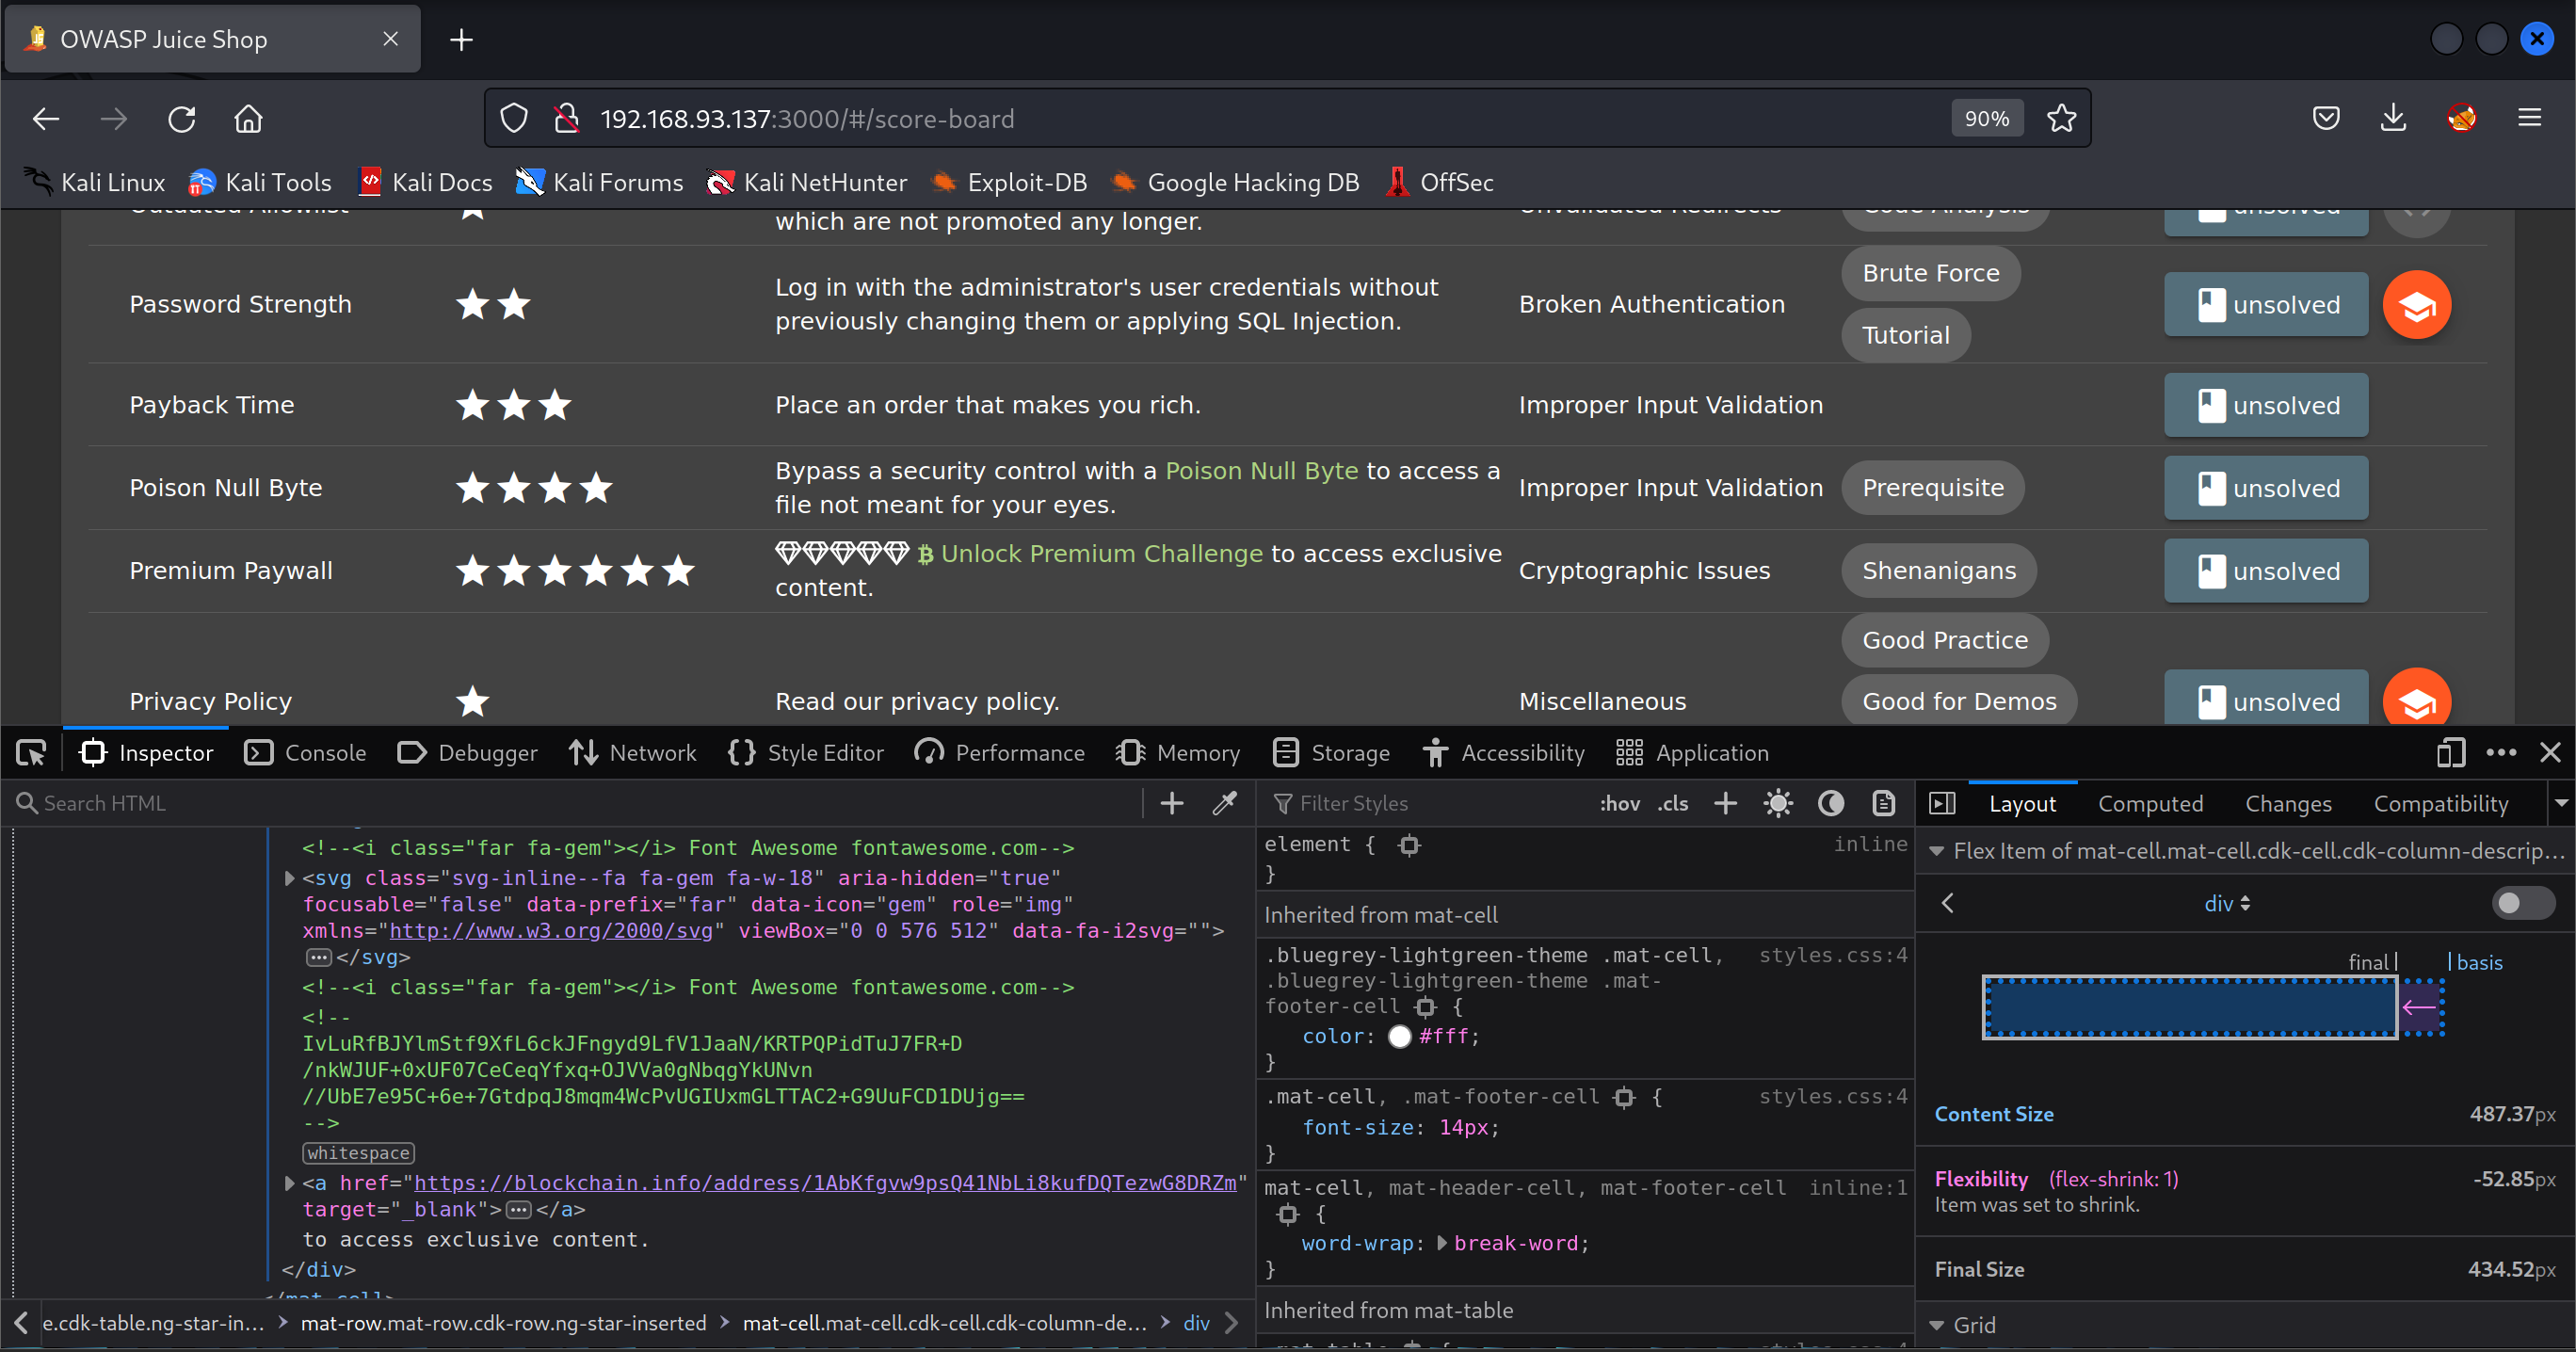 OWASP Juice Shop
192.168.93.137:3000/#/score-board
90%
Kali Linux Kali Tools Kali Docs Kali Forums Kali NetHunter Exploit-DB Google Hacking DB OffSec
which are not promoted any longer.
Password Strength
Log in with the administrator's user credentials without
previously changing them or applying SQL Injection.
Broken Authentication
Brute Force
Tutorial
unsolved
Payback Time
Place an order that makes you rich.
Improper Input Validation
unsolved
Poison Null Byte
Bypass a security control with a Poison Null Byte to access a
file not meant for your eyes.
Improper Input Validation
Prerequisite
unsolved
Premium Paywall
Unlock Premium Challenge to access exclusive
content.
Cryptographic Issues
Shenanigans
unsolved
Privacy Policy
Read our privacy policy.
Miscellaneous
Good Practice
Good for Demos
unsolved
Inspector Console Debugger Network Style Editor Performance Memory Storage Accessibility Application
Search HTML
<!--<i class="far fa-gem"></i> Font Awesome fontawesome.com-->
<svg class="svg-inline--fa fa-gem fa-w-18" aria-hidden="true"
focusable="false" data-prefix="far" data-icon="gem" role="img"
xmlns="http://www.w3.org/2000/svg" viewBox="0 0 576 512" data-fa-i2svg="">
</svg>
<!--<i class="far fa-gem"></i> Font Awesome fontawesome.com-->
<!--
IvLuRfBJYlmStf9XfL6ckJFngyd9LfV1JaaN/KRTPQPidTuJ7FR+D
/nkWJUF+0xUF07CeCeqYfxq+OJVVa0gNbqgYkUNvn
//UbE7e95C+6e+7GtdpqJ8mqm4WcPvUGIUxmGLTTAC2+G9UuFCD1DUjg==
-->
whitespace
<a href="https://blockchain.info/address/1AbKfgvw9psQ41NbLi8kufDQTezwG8DRZm"
target="_blank"></a>
to access exclusive content.
</div>
e.cdk-table.ng-star-in... mat-row.mat-row.cdk-row.ng-star-inserted mat-cell.mat-cell.cdk-cell.cdk-column-de... div
Filter Styles
:hov .cls
element { inline
}
Inherited from mat-cell
.bluegrey-lightgreen-theme .mat-cell, styles.css:4
.bluegrey-lightgreen-theme .mat-
footer-cell {
color: #fff;
}
.mat-cell, .mat-footer-cell { styles.css:4
font-size: 14px;
}
mat-cell, mat-header-cell, mat-footer-cell inline:1
{
word-wrap: break-word;
}
Inherited from mat-table
Layout Computed Changes Compatibility
Flex Item of mat-cell.mat-cell.cdk-cell.cdk-column-descrip...
div
final basis
Content Size 487.37px
Flexibility (flex-shrink: 1) -52.85px
Item was set to shrink.
Final Size 434.52px
Grid